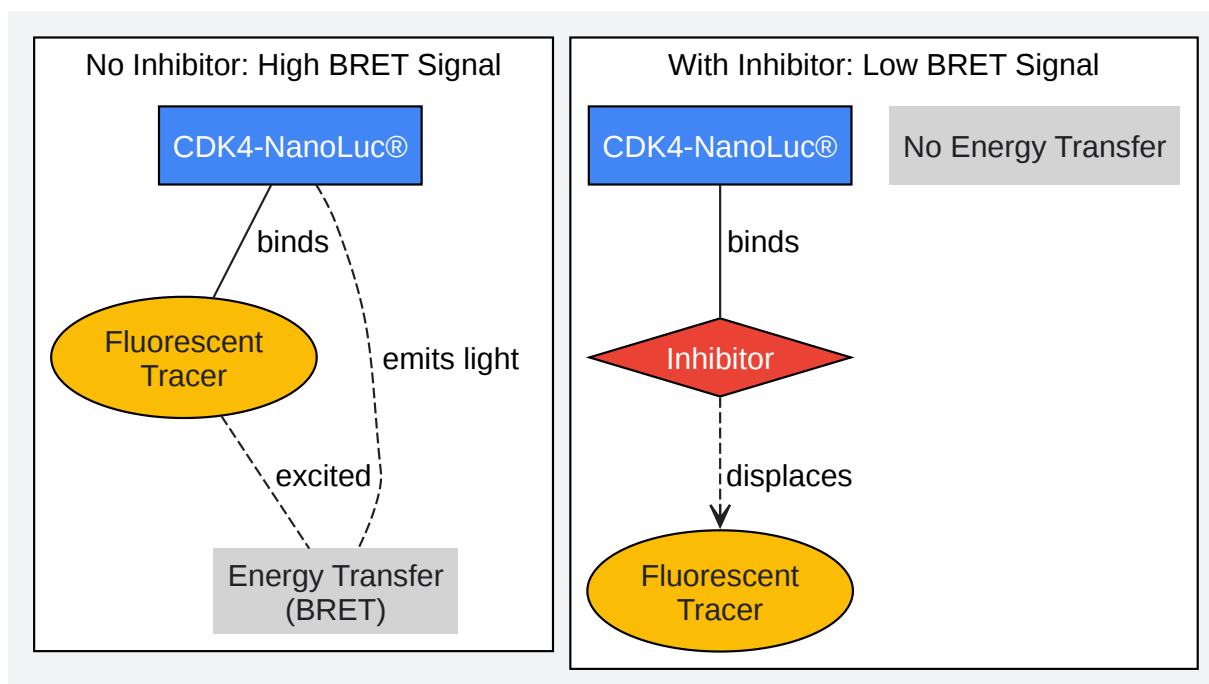 No Inhibitor: High BRET Signal
CDK4-NanoLuc®
binds
Fluorescent
Tracer
emits light
excited
Energy Transfer
(BRET)
With Inhibitor: Low BRET Signal
CDK4-NanoLuc®
No Energy Transfer
binds
Inhibitor
displaces
Fluorescent
Tracer